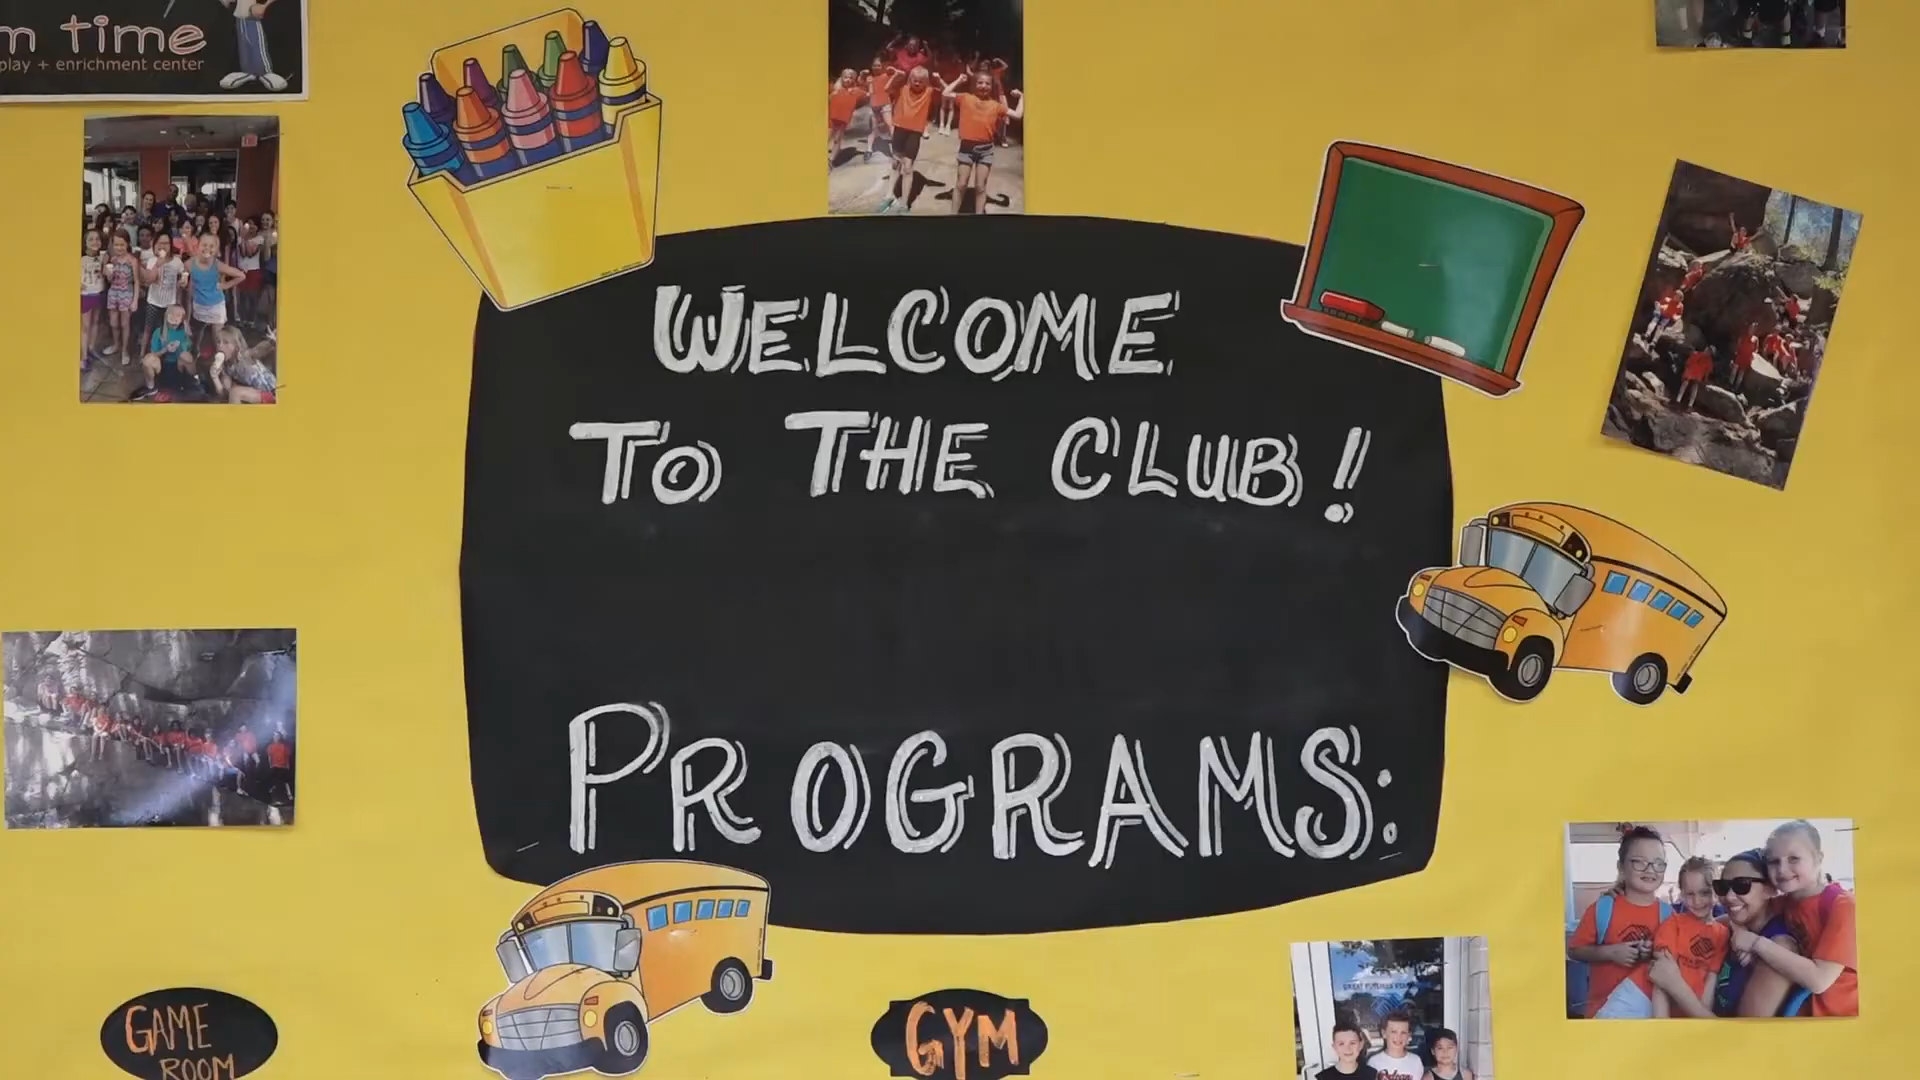 m time
play + enrichment center
WELCOME
TO THE CLUB!
PROGRAMS:
GAME
ROOM
GYM